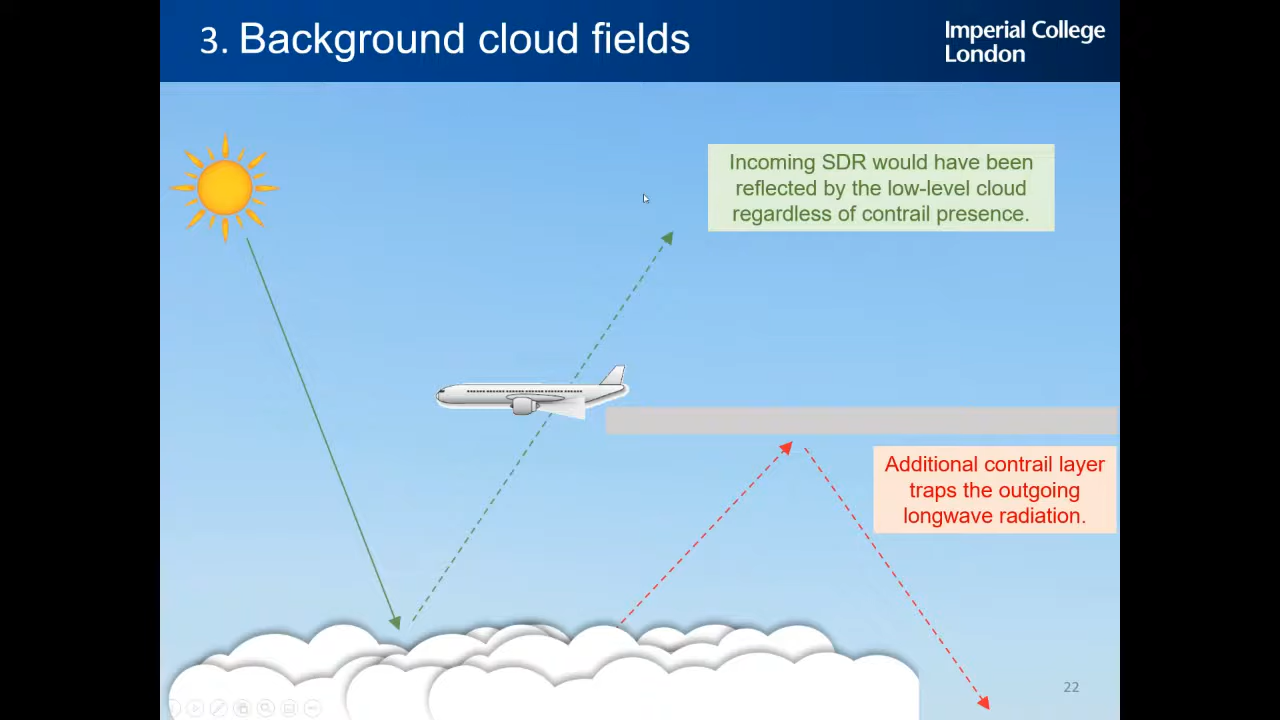 3. Background cloud fields
Imperial College
London
Incoming SDR would have been
reflected by the low-level cloud
regardless of contrail presence.
Additional contrail layer
traps the outgoing
longwave radiation.
22